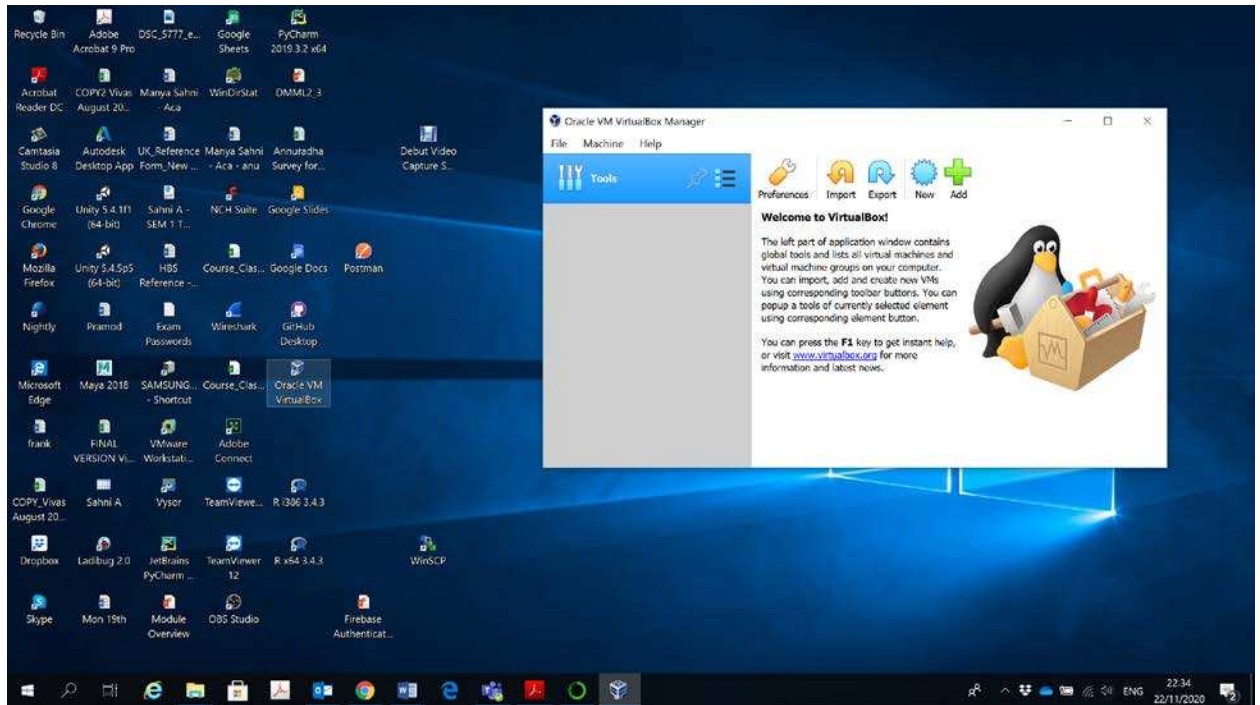 Recycle Bin
Adobe
Acrobat 9 Pro
DSC_5777_e...
Google
Sheets
PyCharm
2019.3.2 x64
Acrobat
Reader DC
COPY2 Vivas
August 20...
Manya Sahni
- Aca
WinDirStat
DMML2_3
Camtasia
Studio 8
Autodesk
Desktop App
UK_Reference
Form_New ...
Manya Sahni
- Aca - anu
Annuradha
Survey for...
Debut Video
Capture S...
Google
Chrome
Unity 5.4.1f1
(64-bit)
Sahni A -
SEM 1 T...
NCH Suite
Google Slides
Mozilla
Firefox
Unity 5.4.5p5
(64-bit)
HBS
Reference -...
Course_Clas...
Google Docs
Postman
Nightly
Pramod
Exam
Passwords
Wireshark
GitHub
Desktop
Microsoft
Edge
Maya 2018
SAMSUNG...
- Shortcut
Course_Clas...
Oracle VM
VirtualBox
frank
FINAL
VERSION Vi...
VMware
Workstati...
Adobe
Connect
COPY_Vivas
August 20...
Sahni A
Vysor
TeamViewe...
R i386 3.4.3
Dropbox
Ladibug 2.0
JetBrains
PyCharm ...
TeamViewer
12
R x64 3.4.3
WinSCP
Skype
Mon 19th
Module
Overview
OBS Studio
Firebase
Authenticat...
Oracle VM VirtualBox Manager
File Machine Help
Tools
Preferences Import Export New Add
Welcome to VirtualBox!
The left part of application window contains
global tools and lists all virtual machines and
virtual machine groups on your computer.
You can import, add and create new VMs
using corresponding toolbar buttons. You can
popup a tools of currently selected element
using corresponding element button.
You can press the F1 key to get instant help,
or visit www.virtualbox.org for more
information and latest news.
ENG
22:34
22/11/2020
2